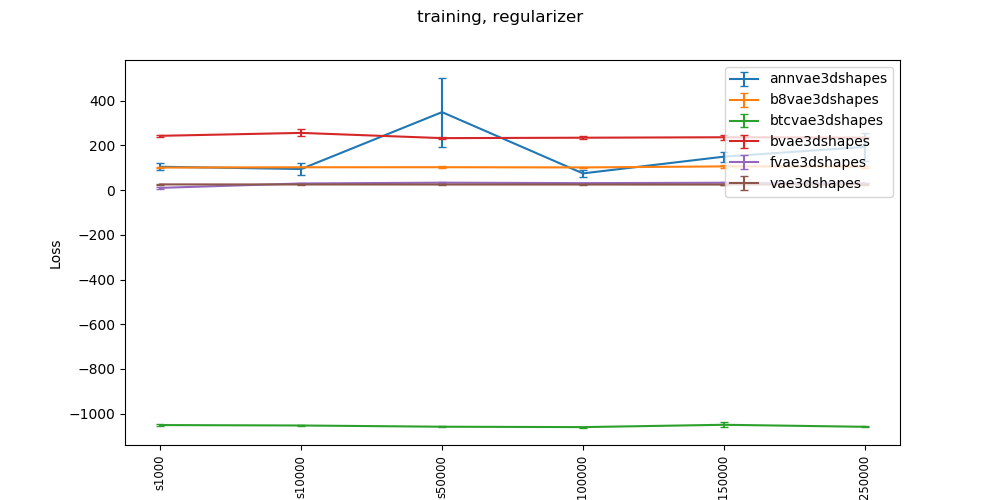 training, regularizer
annvae3dshapes
b8vae3dshapes
btcvae3dshapes
bvae3dshapes
fvae3dshapes
vae3dshapes
Loss
400
200
0
−200
−400
−600
−800
−1000
s1000
s10000
s50000
100000
150000
250000